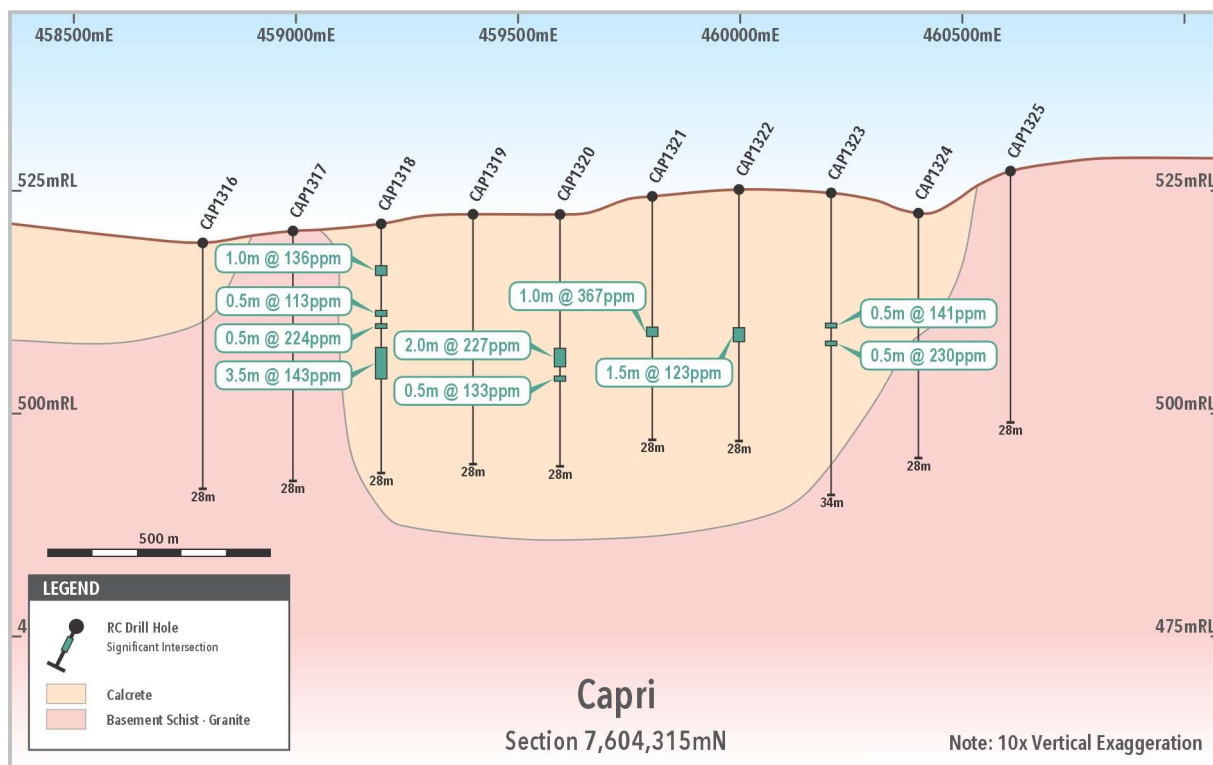 458500mE 459000mE 459500mE 460000mE 460500mE
CAP1316 CAP1317 CAP1318 CAP1319 CAP1320 CAP1321 CAP1322 CAP1323 CAP1324 CAP1325
525mRL 525mRL
1.0m @ 136ppm
0.5m @ 113ppm
0.5m @ 224ppm
3.5m @ 143ppm
2.0m @ 227ppm
0.5m @ 133ppm
1.0m @ 367ppm
1.5m @ 123ppm
0.5m @ 141ppm
0.5m @ 230ppm
500mRL 500mRL
28m 28m 28m 28m 28m 28m 28m 34m 28m 28m
500 m
LEGEND
RC Drill Hole
Significant Intersection
Calcrete
Basement Schist - Granite
4 475mRL
Capri
Section 7,604,315mN
Note: 10x Vertical Exaggeration